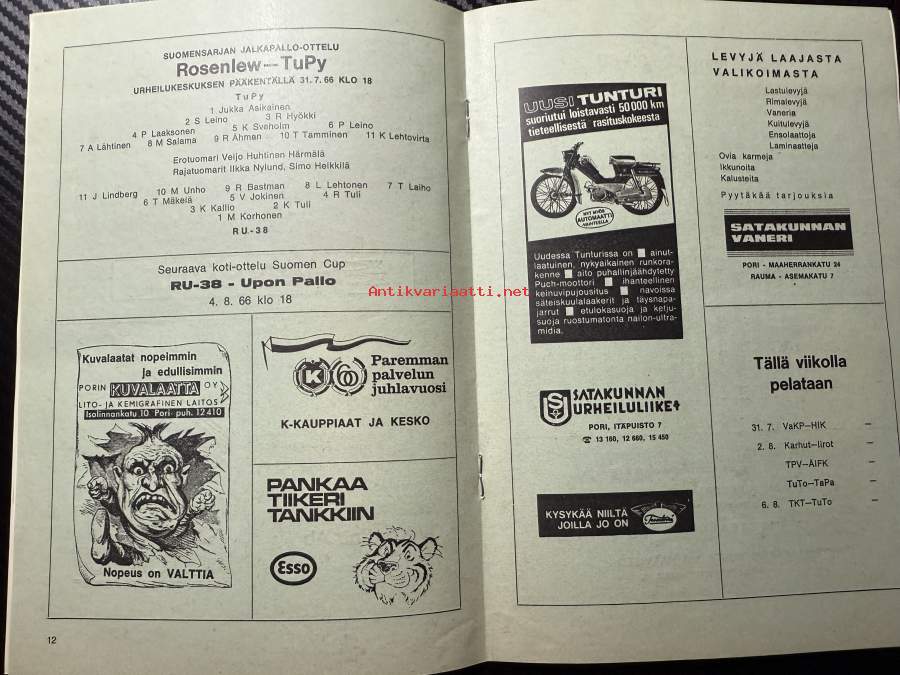 SUOMENSARJAN JALKAPALLO-OTTELU
Rosenlew—TuPy
URHEILUKESKUKSEN PÄÄKENTÄLLÄ 31.7.66 KLO 18
TuPy
1 Jukka Asikainen
2 S Leino 3 R Hyökki
4 P Laaksonen 5 K Sveholm 6 P Leino
7 A Lähtinen 8 M Salama 9 R Åhman 10 T Tamminen 11 K Lehtovirta
Erotuomari Veijo Huhtinen Härmälä
Rajatuomarit Ilkka Nylund, Simo Heikkilä
11 J Lindberg 10 M Unho 9 R Bastman 8 L Lehtonen 7 T Laiho
6 T Mäkelä 5 V Jokinen 4 R Tuli
3 K Kallio 2 K Tuli
1 M Korhonen
RU-38
Seuraava koti-ottelu Suomen Cup
RU-38 - Upon Pallo
4. 8. 66 klo 18
Kuvalaatat nopeimmin
ja edullisimmin
PORIN KUVALAATTA OY
LITO- JA KEMIGRAFINEN LAITOS
Isolinnankatu 10 Pori puh. 12 410
Nopeus on VALTTIA
K
Paremman
palvelun
juhlavuosi
K-KAUPPIAAT JA KESKO
PANKAA
TIIKERI
TANKKIIN
Esso
12
UUSI TUNTURI
suoriutui loistavasti 50 000 km
tieteellisestä rasituskokeesta
NYT MYÖS
AUTOMAATTI
VAIHTEELLA
Uudessa Tunturissa on ainut-
laatuinen, nykyaikainen runkora-
kenne aito puhallinjäähdytetty
Puch-moottori ihanteellinen
keinuvipujousitus navoissa
säteiskuulalaakerit ja täysnapa-
jarrut etulokasuoja ja ketju-
suoja ruostumatonta nailon-ultra-
midia.
SATAKUNNAN
URHEILULIIKE
PORI, ITÄPUISTO 7
☎ 13 160, 12 660, 15 450
KYSYKÄÄ NIILTÄ
JOILLA JO ON
Tunturi
LEVYJÄ LAAJASTA
VALIKOIMASTA
Lastulevyjä
Rimalevyjä
Vaneria
Kuitulevyjä
Ensolaattoja
Laminaatteja
Ovia karmeja
Ikkunoita
Kalusteita
Pyytäkää tarjouksia
SATAKUNNAN
VANERI
PORI - MAAHERRANKATU 24
RAUMA - ASEMAKATU 7
Tällä viikolla
pelataan
31. 7. VaKP—HIK —
2. 8. Karhut—Iirot —
TPV—ÅIFK —
TuTo—TaPa —
6. 8. TKT—TuTo —
Antikvariaatti.net